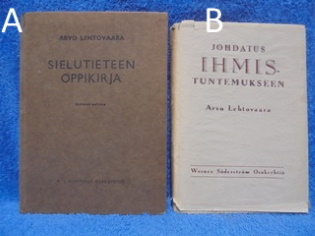 A
B
ARVO LEHTOVAARA
SIELUTIETEEN
OPPIKIRJA
JOHDATUS
IHMIS-
TUNTEMUKSEEN
Arvo Lehtovaara
Werner Söderström Osakeyhtiö